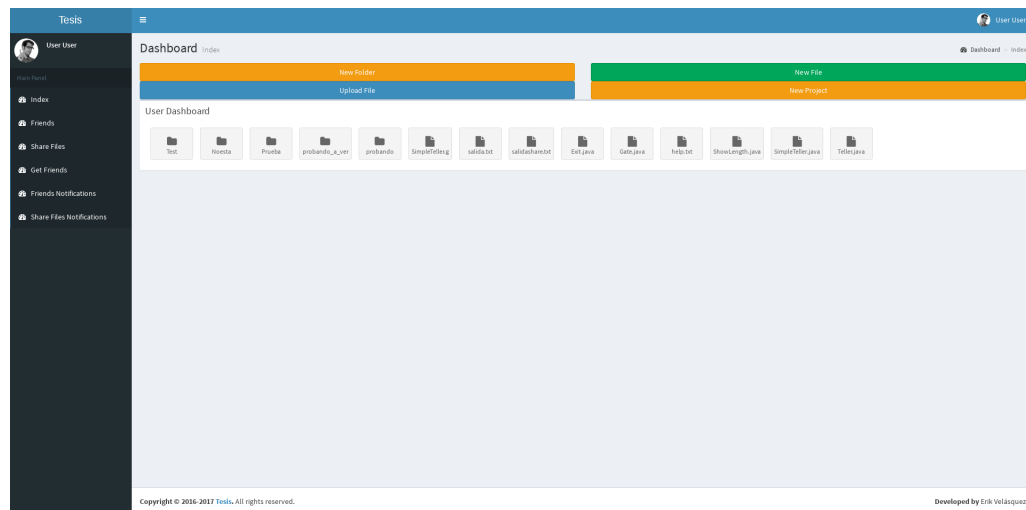 Tesis
User User
User User
Dashboard Index
Dashboard > Index
Main Panel
Index
Friends
Share Files
Get Friends
Friends Notifications
Share Files Notifications
New Folder
New File
Upload File
New Project
User Dashboard
Test
Noesta
Prueba
probando_a_ver
probando
SimpleTeller.g
salida.txt
salidashare.txt
Exit.java
Gate.java
help.txt
ShowLength.java
SimpleTeller.java
Teller.java
Copyright © 2016-2017 Tesis. All rights reserved.
Developed by Erik Velásquez